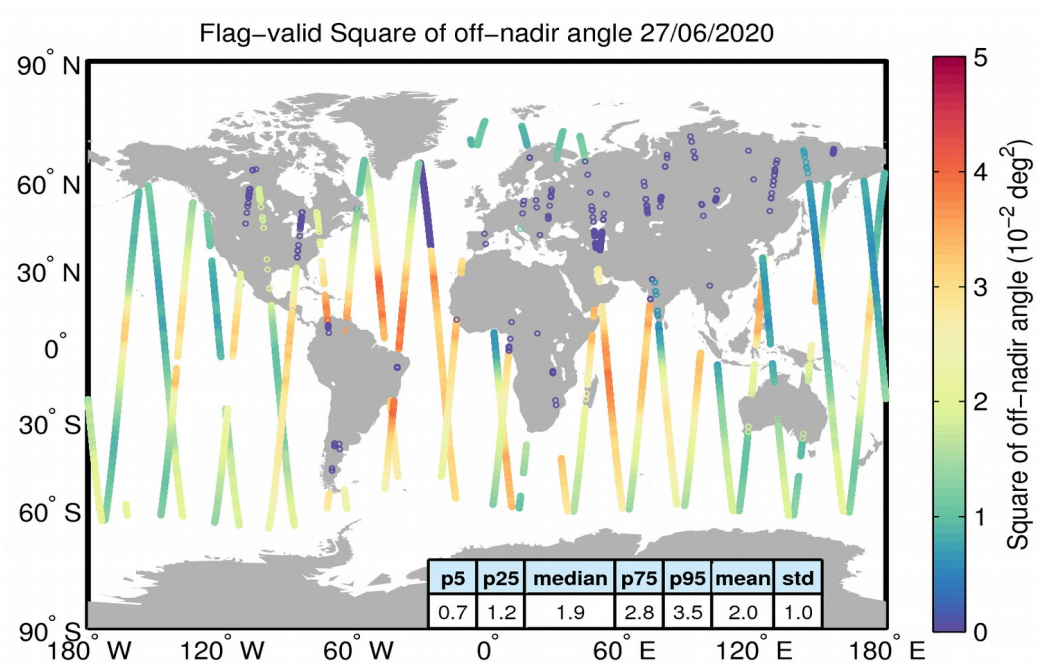 Flag−valid Square of off−nadir angle 27/06/2020
90° N
60° N
30° N
0°
30° S
60° S
90° S
180° W
120° W
60° W
0°
60° E
120° E
180° E
p5 p25 median p75 p95 mean std
0.7 1.2 1.9 2.8 3.5 2.0 1.0
5
4
3
2
1
0
Square of off−nadir angle (10⁻² deg²)